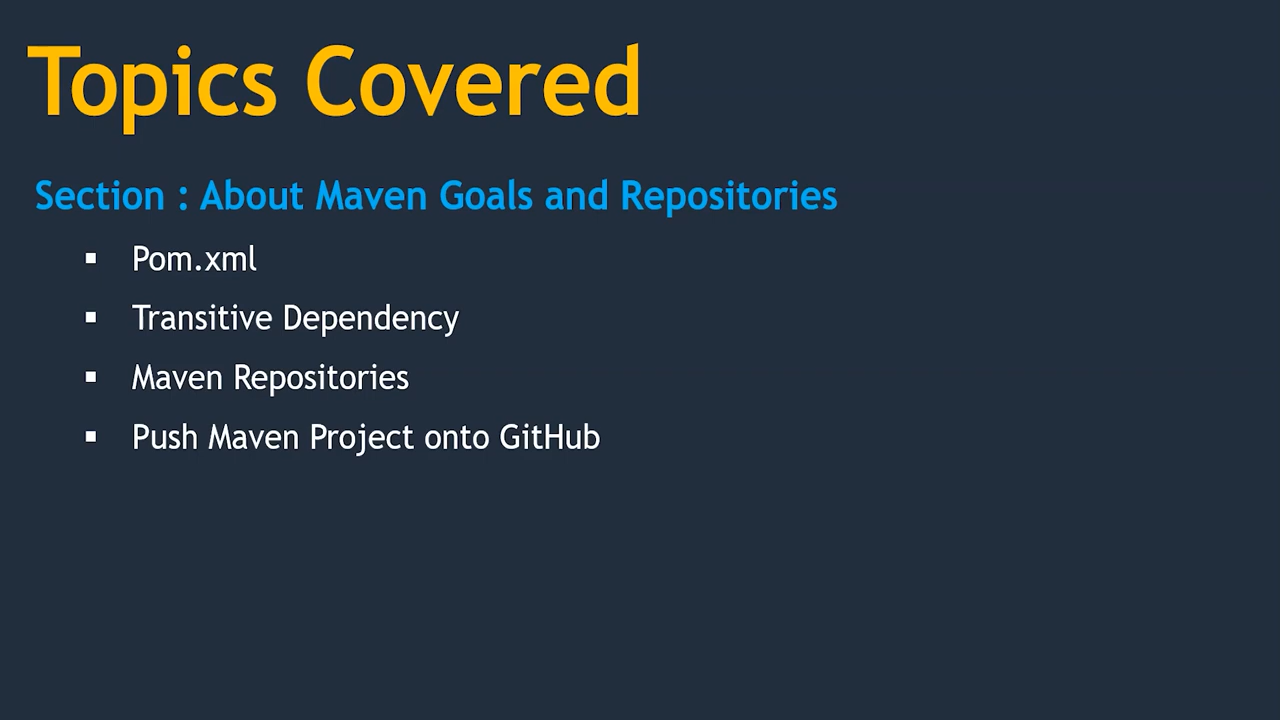 Topics Covered
Section : About Maven Goals and Repositories
▪ Pom.xml
▪ Transitive Dependency
▪ Maven Repositories
▪ Push Maven Project onto GitHub